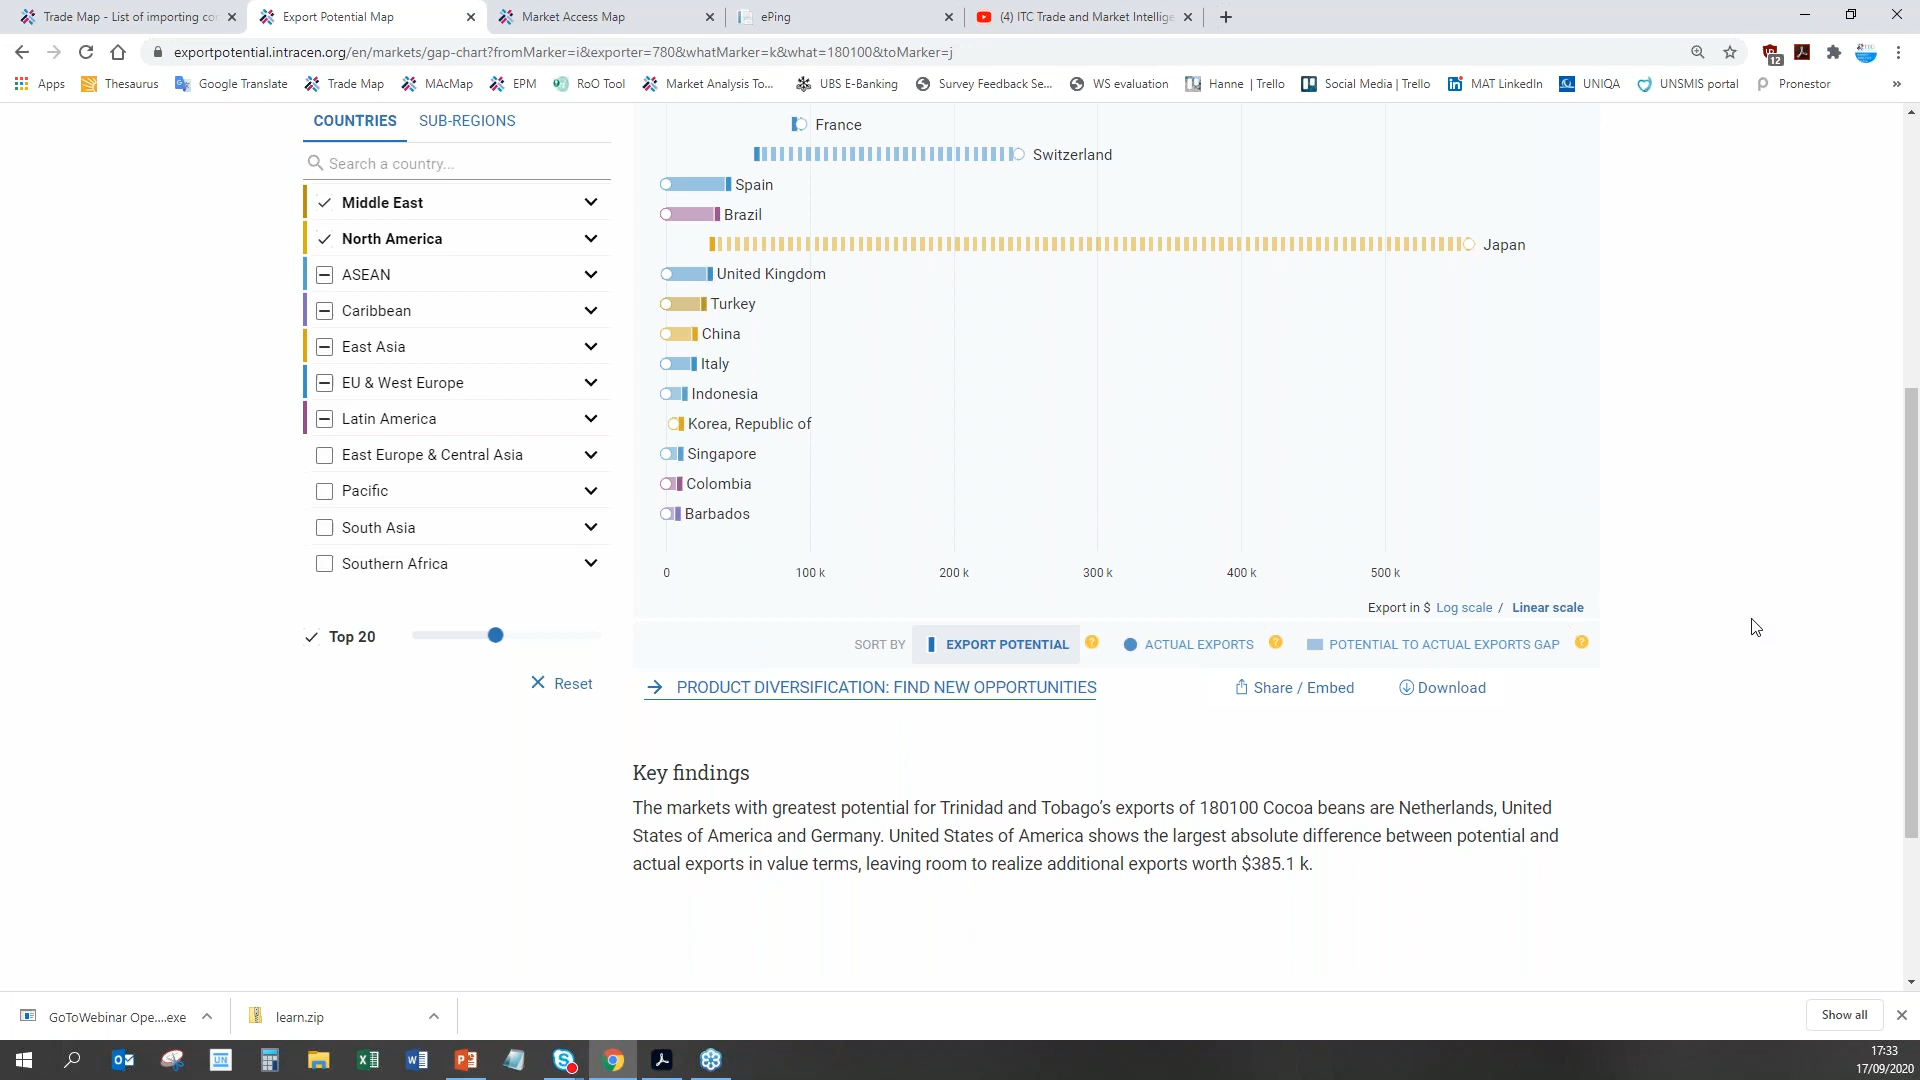 Trade Map - List of importing co
Export Potential Map
Market Access Map
ePing
(4) ITC Trade and Market Intellige
exportpotential.intracen.org/en/markets/gap-chart?fromMarker=i&exporter=780&whatMarker=k&what=180100&toMarker=j
12
Apps
Thesaurus
Google Translate
Trade Map
MAcMap
EPM
RoO Tool
Market Analysis To...
UBS E-Banking
Survey Feedback Se...
WS evaluation
Hanne | Trello
Social Media | Trello
MAT LinkedIn
UNIQA
UNSMIS portal
Pronestor
»
COUNTRIES
SUB-REGIONS
Search a country...
Middle East
North America
ASEAN
Caribbean
East Asia
EU & West Europe
Latin America
East Europe & Central Asia
Pacific
South Asia
Southern Africa
Top 20
Reset
France
Switzerland
Spain
Brazil
Japan
United Kingdom
Turkey
China
Italy
Indonesia
Korea, Republic of
Singapore
Colombia
Barbados
0 100 k 200 k 300 k 400 k 500 k
Export in $ Log scale / Linear scale
SORT BY EXPORT POTENTIAL ? ACTUAL EXPORTS ? POTENTIAL TO ACTUAL EXPORTS GAP ?
PRODUCT DIVERSIFICATION: FIND NEW OPPORTUNITIES
Share / Embed
Download
Key findings
The markets with greatest potential for Trinidad and Tobago's exports of 180100 Cocoa beans are Netherlands, United
States of America and Germany. United States of America shows the largest absolute difference between potential and
actual exports in value terms, leaving room to realize additional exports worth $385.1 k.
GoToWebinar Ope....exe
learn.zip
Show all
17:33
17/09/2020